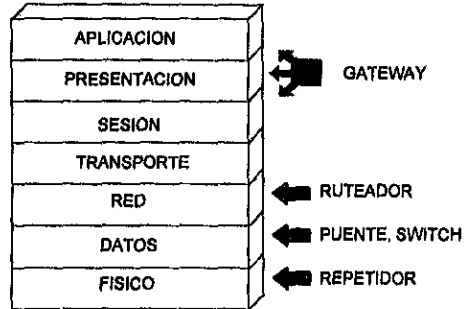 APLICACION
PRESENTACION
GATEWAY
SESION
TRANSPORTE
RED
RUTEADOR
DATOS
PUENTE, SWITCH
FISICO
REPETIDOR